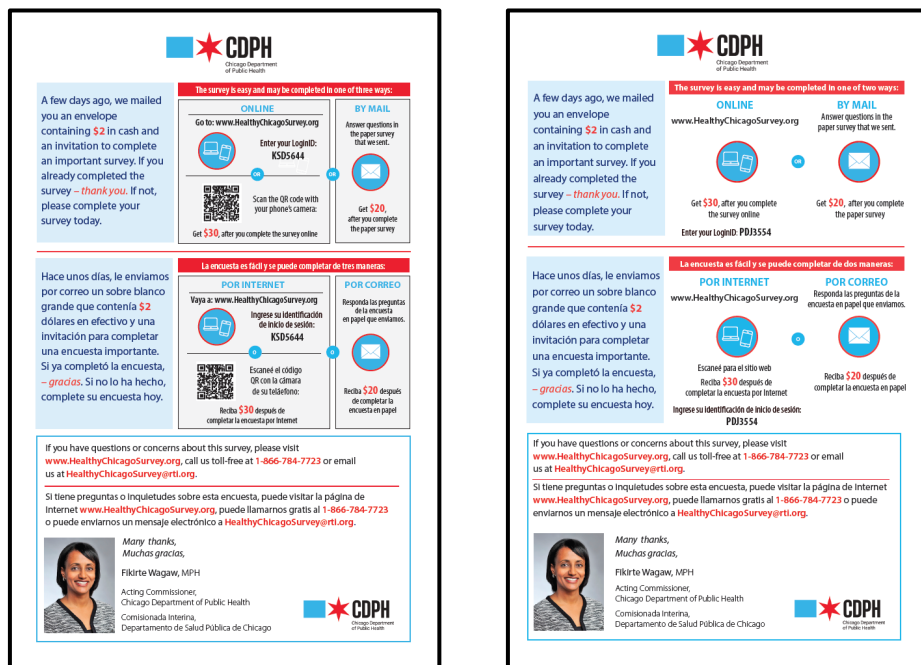 CDPH
Chicago Department
of Public Health
A few days ago, we mailed
you an envelope
containing $2 in cash and
an invitation to complete
an important survey. If you
already completed the
survey – thank you. If not,
please complete your
survey today.
The survey is easy and may be completed in one of three ways:
ONLINE
Go to: www.HealthyChicagoSurvey.org
Enter your LoginID:
KSD5644
OR
Scan the QR code with
your phone's camera:
Get $30, after you complete the survey online
OR
BY MAIL
Answer questions in
the paper survey
that we sent.
Get $20,
after you complete
the paper survey
Hace unos días, le enviamos
por correo un sobre blanco
grande que contenía $2
dólares en efectivo y una
invitación para completar
una encuesta importante.
Si ya completó la encuesta,
– gracias. Si no lo ha hecho,
complete su encuesta hoy.
La encuesta es fácil y se puede completar de tres maneras:
POR INTERNET
Vaya a: www.HealthyChicagoSurvey.org
Ingrese su identificación
de inicio de sesión:
KSD5644
O
Escaneé el código
QR con la cámara
de su teláéfono:
Reciba $30 después de
completar la encuesta por Internet
O
POR CORREO
Responda las preguntas
de la encuesta
en papel que enviamos.
Reciba $20 después
de completar la
encuesta en papel
If you have questions or concerns about this survey, please visit
www.HealthyChicagoSurvey.org, call us toll-free at 1-866-784-7723 or email
us at HealthyChicagoSurvey@rti.org.
Si tiene preguntas o inquietudes sobre esta encuesta, puede visitar la página de
Internet www.HealthyChicagoSurvey.org, puede llamarnos gratis al 1-866-784-7723
o puede enviarnos un mensaje electrónico a HealthyChicagoSurvey@rti.org.
Many thanks,
Muchas gracias,
Fikirte Wagaw, MPH
Acting Commissioner,
Chicago Department of Public Health
Comisionada Interina,
Departamento de Salud Pública de Chicago
CDPH
Chicago Department
of Public Health
CDPH
Chicago Department
of Public Health
A few days ago, we mailed
you an envelope
containing $2 in cash and
an invitation to complete
an important survey. If you
already completed the
survey – thank you. If not,
please complete your
survey today.
The survey is easy and may be completed in one of two ways:
ONLINE
www.HealthyChicagoSurvey.org
Get $30, after you complete
the survey online
Enter your LoginID: PDJ3554
OR
BY MAIL
Answer questions in
the paper survey
that we sent.
Get $20, after you complete
the paper survey
Hace unos días, le enviamos
por correo un sobre blanco
grande que contenía $2
dólares en efectivo y una
invitación para completar
una encuesta importante.
Si ya completó la encuesta,
– gracias. Si no lo ha hecho,
complete su encuesta hoy.
La encuesta es fácil y se puede completar de dos maneras:
POR INTERNET
www.HealthyChicagoSurvey.org
Escaneé para el sitio web
Reciba $30 después de
completar la encuesta por Internet
Ingrese su identificación de inicio de sesión:
PDJ3554
O
POR CORREO
Responda las preguntas de la
encuesta en papel que enviamos.
Reciba $20 después de
completar la encuesta en papel
If you have questions or concerns about this survey, please visit
www.HealthyChicagoSurvey.org, call us toll-free at 1-866-784-7723 or email
us at HealthyChicagoSurvey@rti.org.
Si tiene preguntas o inquietudes sobre esta encuesta, puede visitar la página de Internet
www.HealthyChicagoSurvey.org, puede llamarnos gratis al 1-866-784-7723 o puede
enviarnos un mensaje electrónico a HealthyChicagoSurvey@rti.org.
Many thanks,
Muchas gracias,
Fikirte Wagaw, MPH
Acting Commissioner,
Chicago Department of Public Health
Comisionada Interina,
Departamento de Salud Pública de Chicago
CDPH
Chicago Department
of Public Health